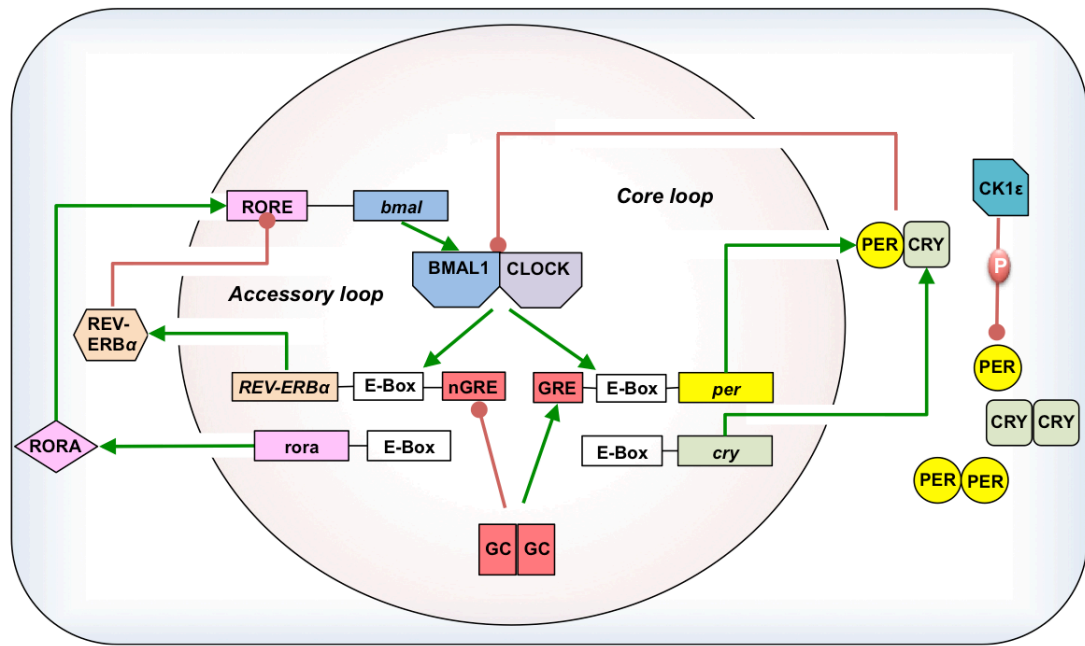 Core loop
CK1ε
RORE
bmal
PER
CRY
BMAL1
CLOCK
P
Accessory loop
REV-
ERBα
PER
REV-ERBα
E-Box
nGRE
GRE
E-Box
per
CRY
CRY
RORA
rora
E-Box
E-Box
cry
PER
PER
GC
GC